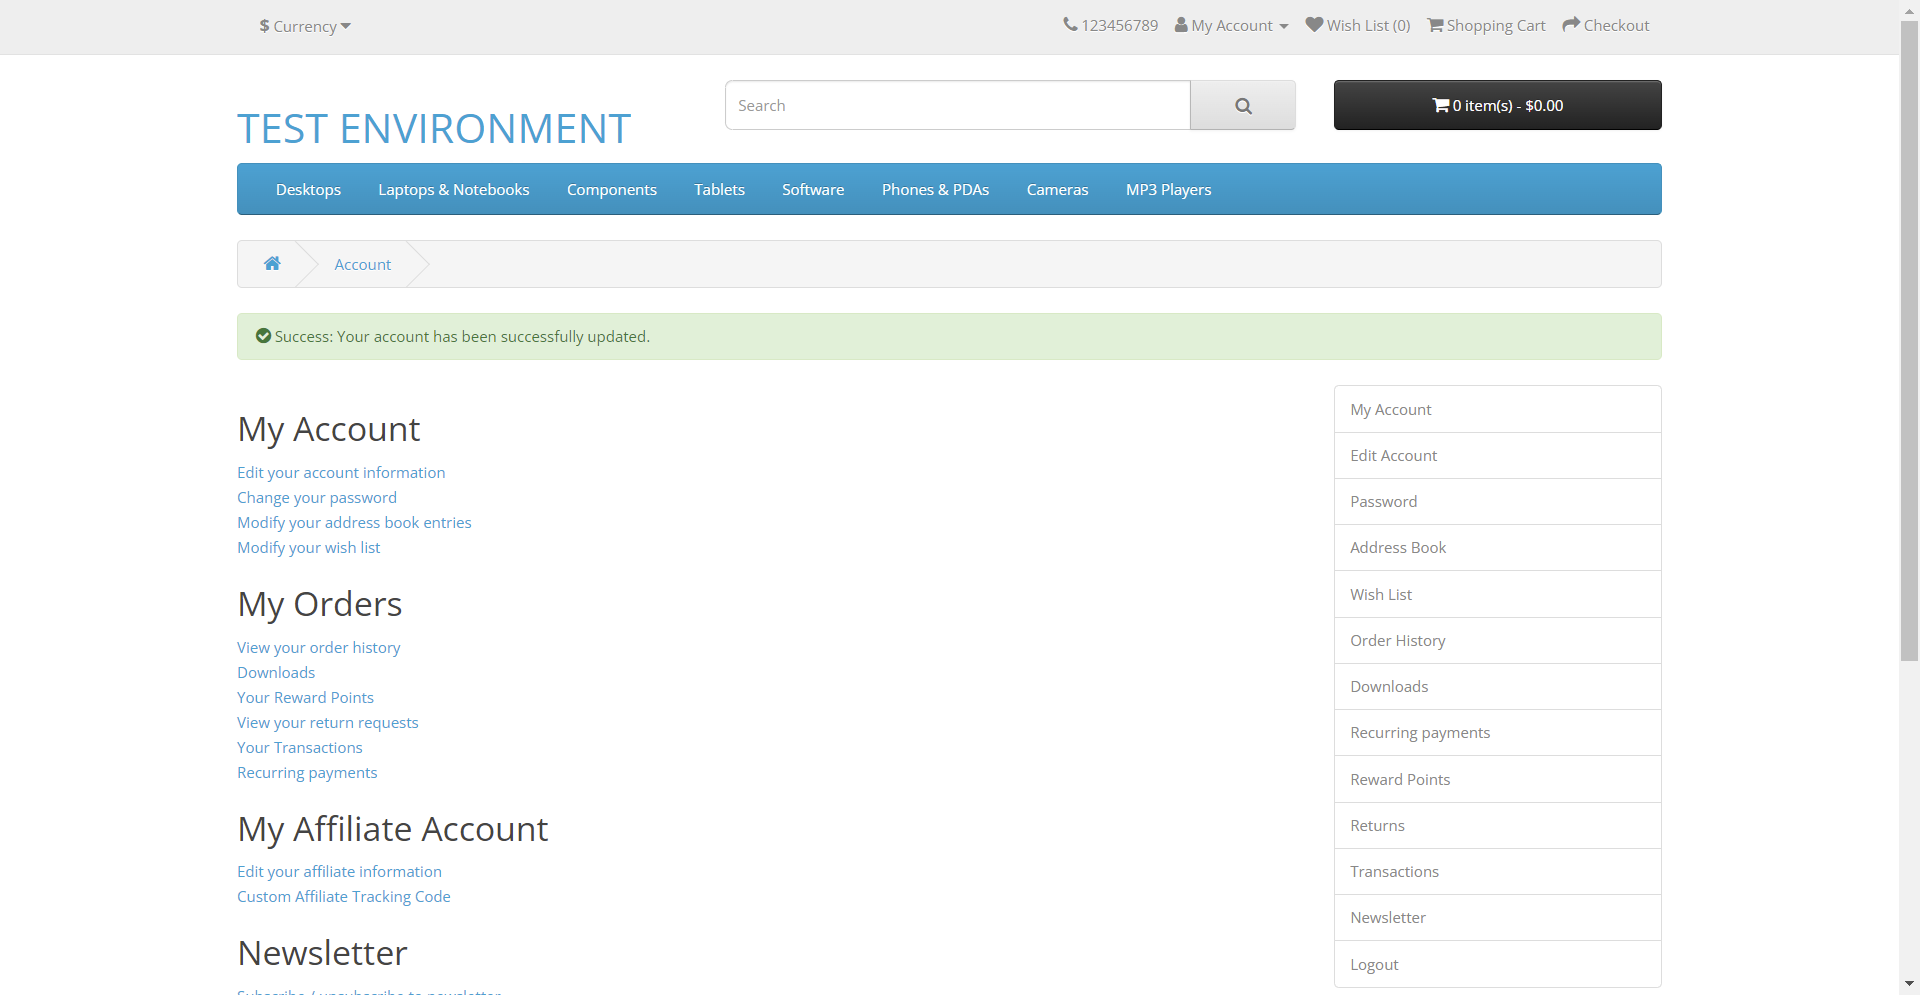 $ Currency
123456789
My Account
Wish List (0)
Shopping Cart
Checkout
TEST ENVIRONMENT
Search
0 item(s) - $0.00
Desktops
Laptops & Notebooks
Components
Tablets
Software
Phones & PDAs
Cameras
MP3 Players
Account
Success: Your account has been successfully updated.
My Account
Edit your account information
Change your password
Modify your address book entries
Modify your wish list
My Orders
View your order history
Downloads
Your Reward Points
View your return requests
Your Transactions
Recurring payments
My Affiliate Account
Edit your affiliate information
Custom Affiliate Tracking Code
Newsletter
Subscribe / unsubscribe to newsletter
My Account
Edit Account
Password
Address Book
Wish List
Order History
Downloads
Recurring payments
Reward Points
Returns
Transactions
Newsletter
Logout